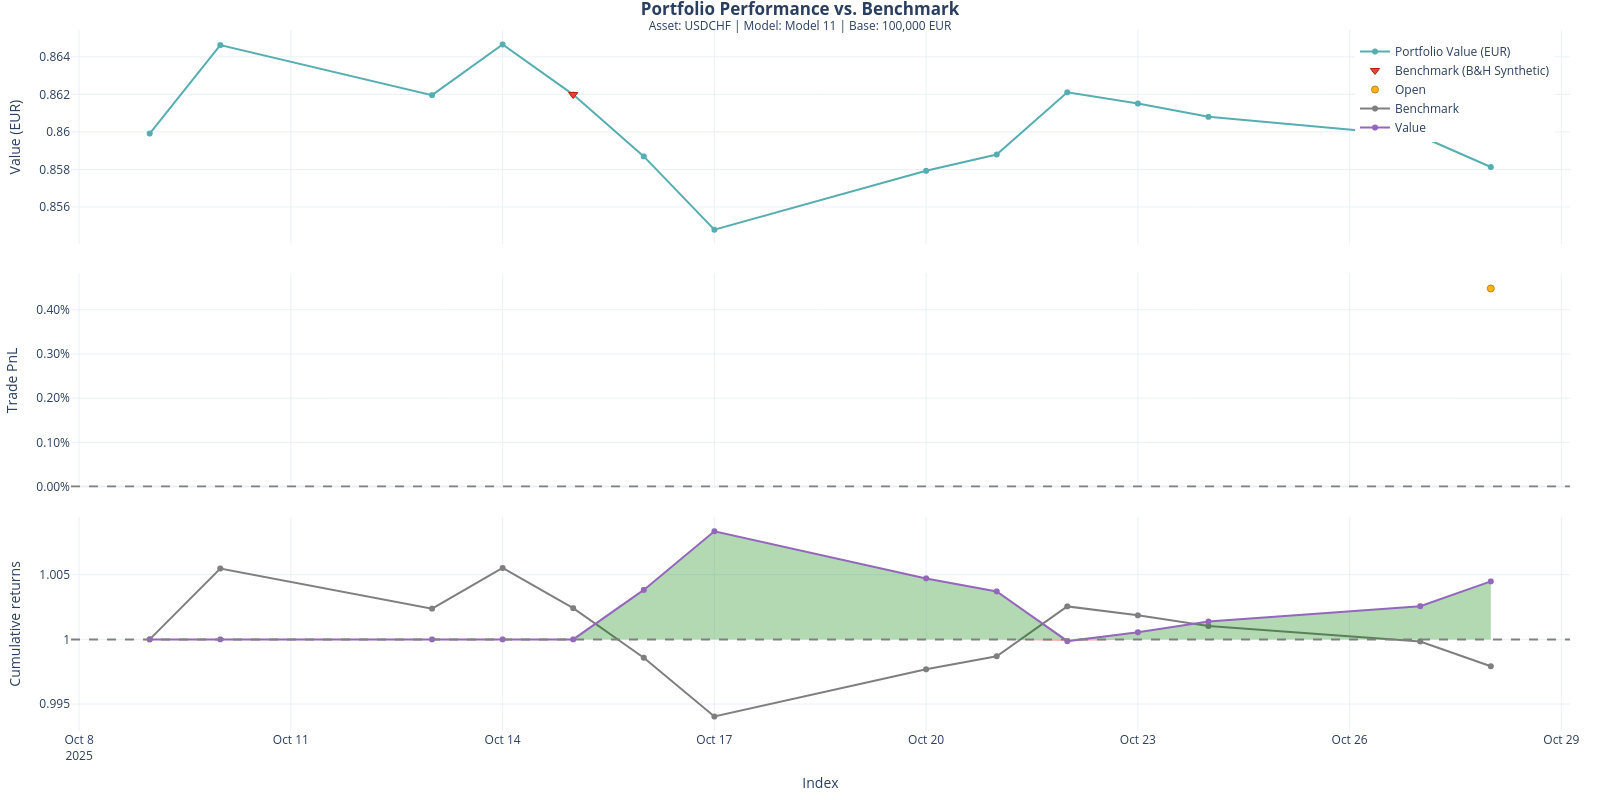 Portfolio Performance vs. Benchmark
Asset: USDCHF | Model: Model 11 | Base: 100,000 EUR
Value (EUR)
0.864
0.862
0.86
0.858
0.856
Portfolio Value (EUR)
Benchmark (B&H Synthetic)
Open
Benchmark
Value
Trade PnL
0.40%
0.30%
0.20%
0.10%
0.00%
Cumulative returns
1.005
1
0.995
Oct 8
2025
Oct 11
Oct 14
Oct 17
Oct 20
Oct 23
Oct 26
Oct 29
Index